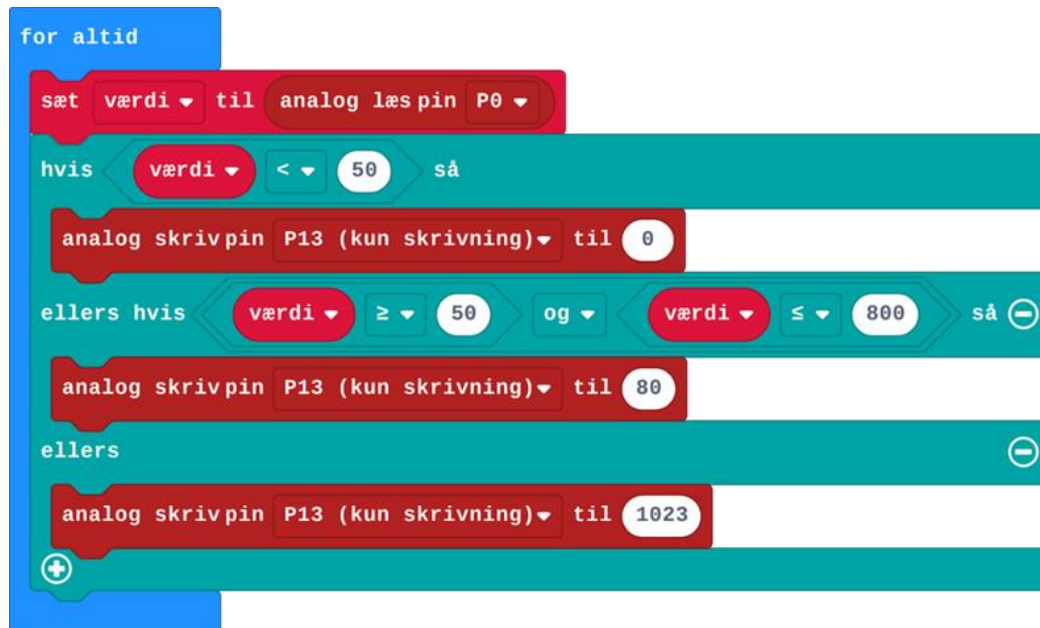 for altid
sæt værdi til analog læs pin P0
hvis værdi < 50 så
analog skriv pin P13 (kun skrivning) til 0
ellers hvis værdi ≥ 50 og værdi ≤ 800 så
analog skriv pin P13 (kun skrivning) til 80
ellers
analog skriv pin P13 (kun skrivning) til 1023